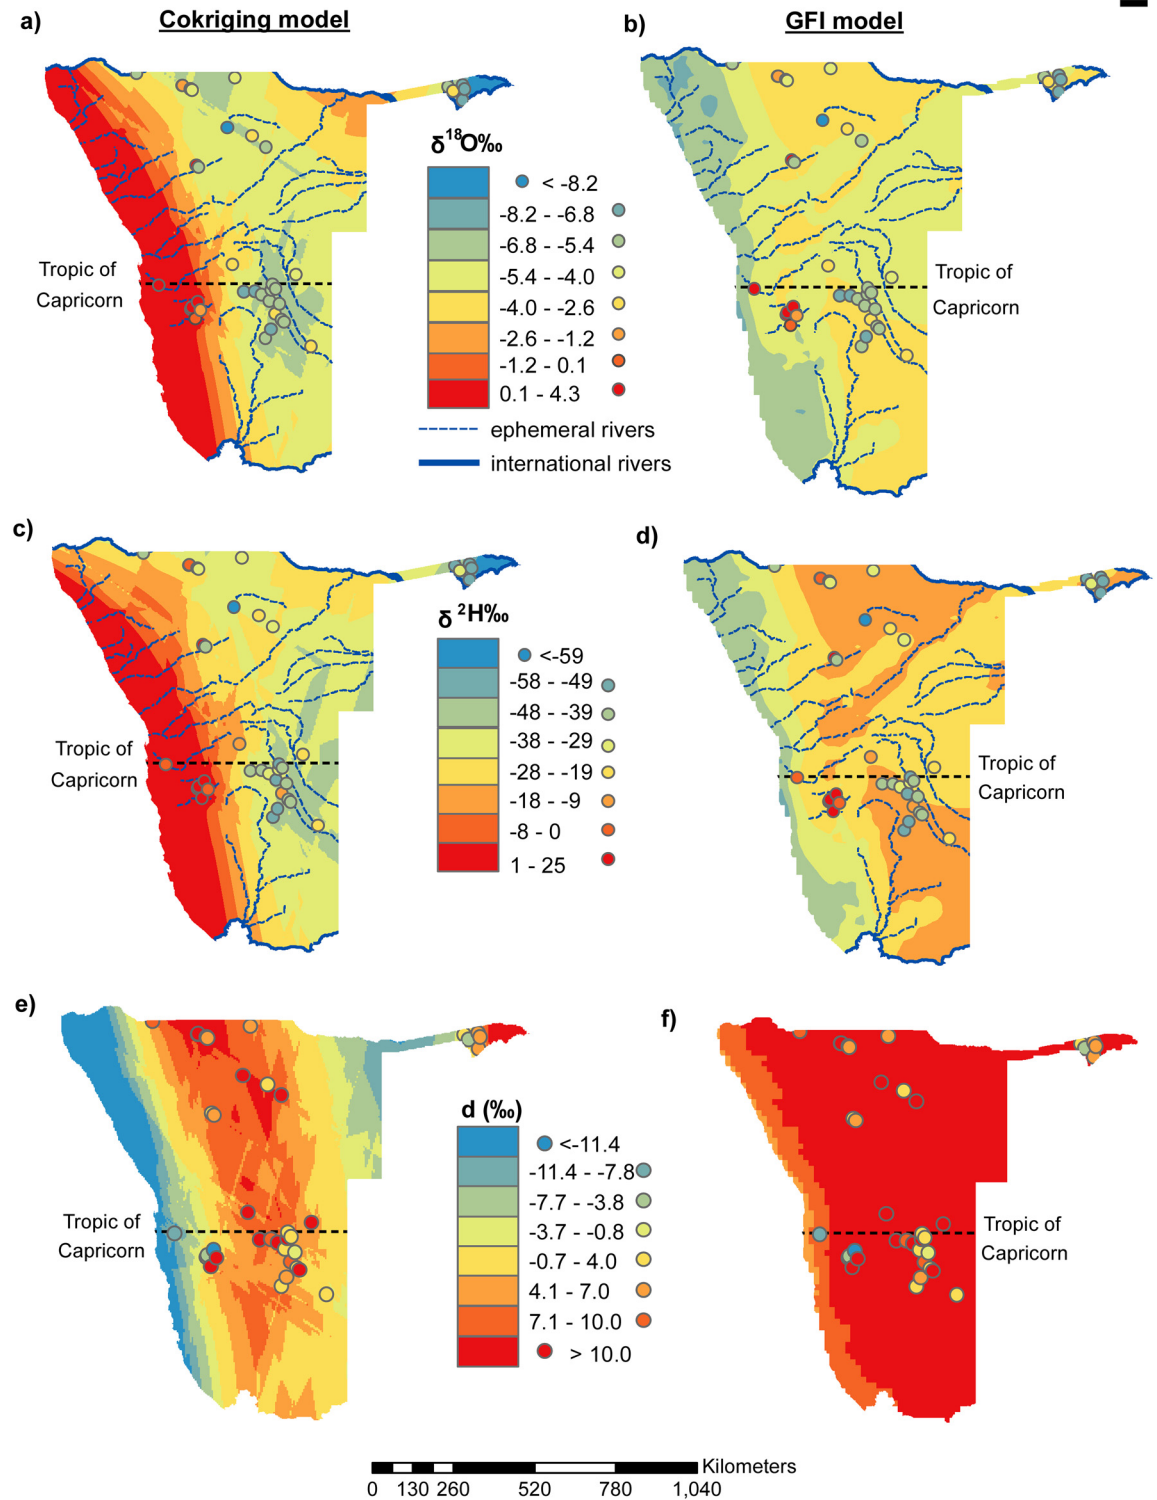 a)
Cokriging model
b)
GFI model
δ18O‰
< -8.2
-8.2 - -6.8
-6.8 - -5.4
-5.4 - -4.0
-4.0 - -2.6
-2.6 - -1.2
-1.2 - 0.1
0.1 - 4.3
ephemeral rivers
international rivers
Tropic of
Capricorn
Tropic of
Capricorn
c)
d)
δ 2H‰
<-59
-58 - -49
-48 - -39
-38 - -29
-28 - -19
-18 - -9
-8 - 0
1 - 25
Tropic of
Capricorn
Tropic of
Capricorn
e)
f)
d (‰)
<-11.4
-11.4 - -7.8
-7.7 - -3.8
-3.7 - -0.8
-0.7 - 4.0
4.1 - 7.0
7.1 - 10.0
> 10.0
Tropic of
Capricorn
Tropic of
Capricorn
Kilometers
0 130 260 520 780 1,040